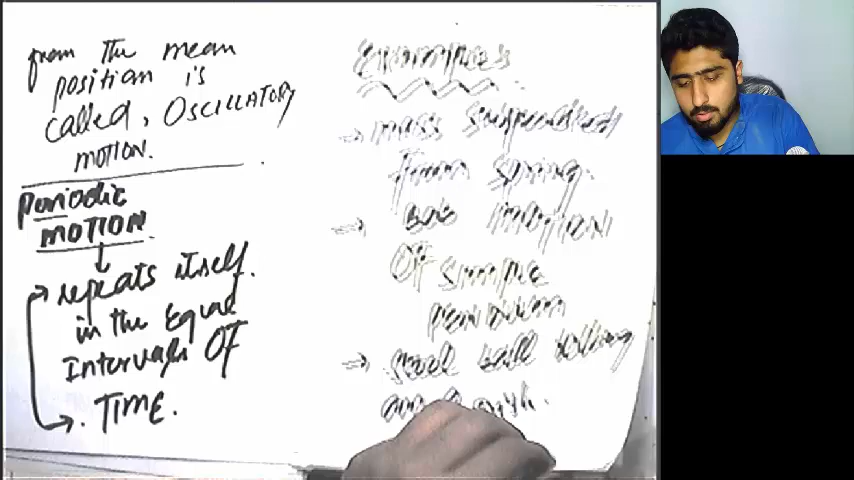 from the mean
position is
called, OSCILLATORY
MOTION.
Periodic
MOTION
repeats itself.
in the Equal
Intervals OF
TIME.
Examples
mass suspended
from spring.
BOB MOTION
OF simple
pendulum
steel ball rolling